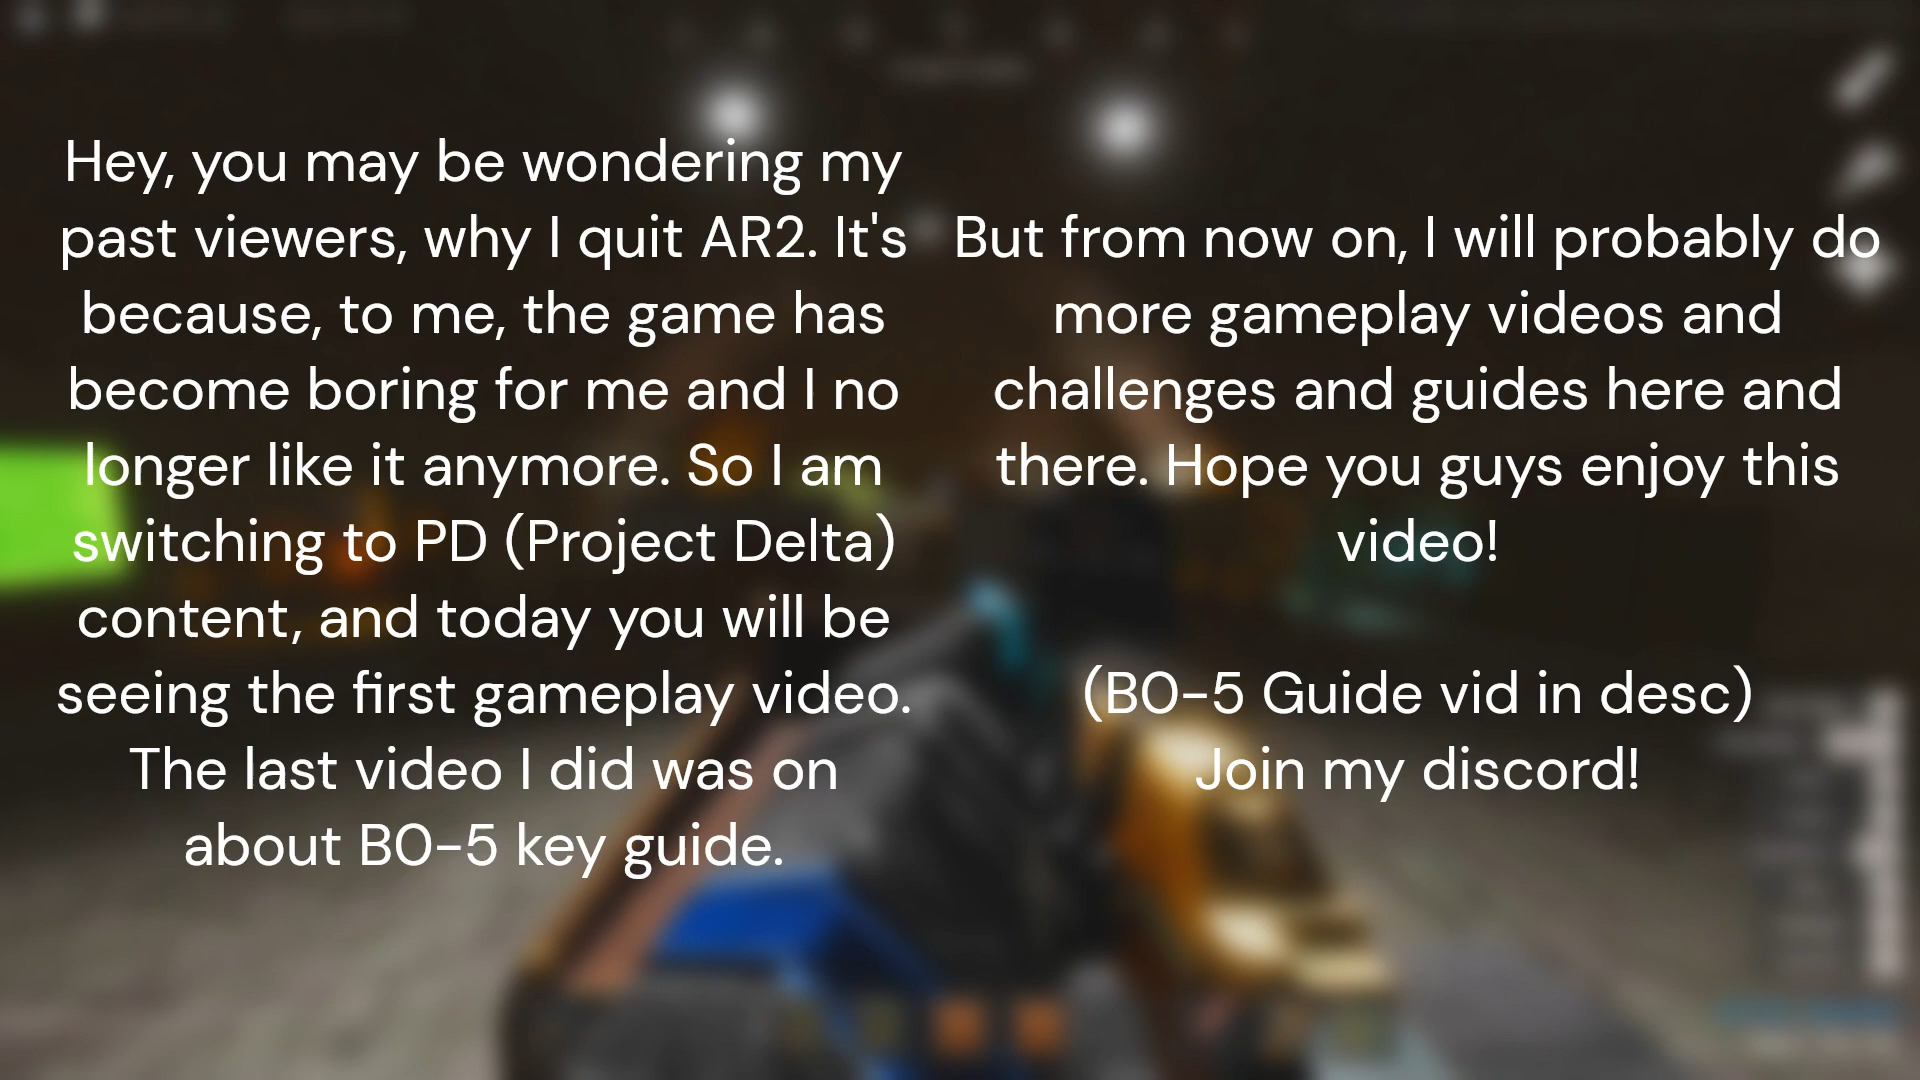 Hey, you may be wondering my
past viewers, why I quit AR2. It's
because, to me, the game has
become boring for me and I no
longer like it anymore. So I am
switching to PD (Project Delta)
content, and today you will be
seeing the first gameplay video.
The last video I did was on
about B0-5 key guide.
But from now on, I will probably do
more gameplay videos and
challenges and guides here and
there. Hope you guys enjoy this
video!
(B0-5 Guide vid in desc)
Join my discord!